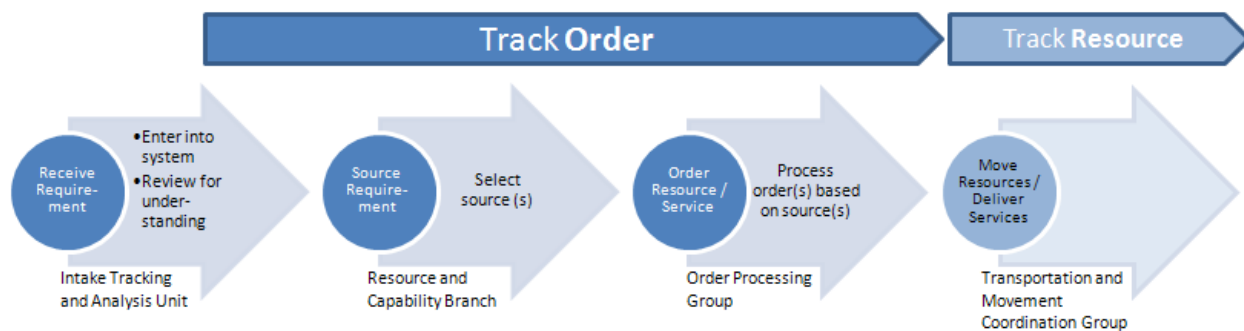 Track Order
Track Resource
Receive
Require-
ment
•Enter into
system
•Review for
under-
standing
Intake Tracking
and Analysis Unit
Source
Require-
ment
Select
source (s)
Resource and
Capability Branch
Order
Resource /
Service
Process
order(s) based
on source(s)
Order Processing
Group
Move
Resources /
Deliver
Services
Transportation and
Movement
Coordination Group